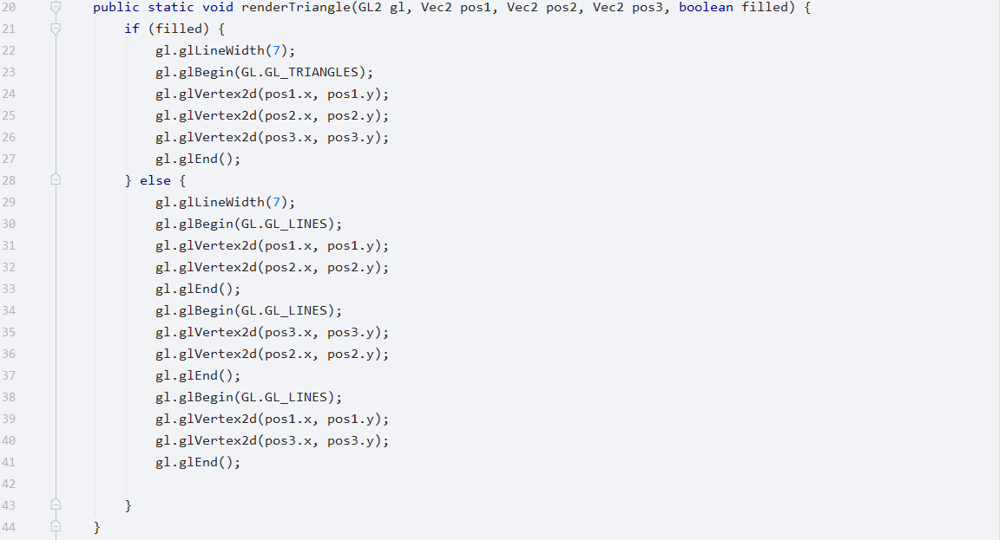 20 public static void renderTriangle(GL2 gl, Vec2 pos1, Vec2 pos2, Vec2 pos3, boolean filled) {
21     if (filled) {
22         gl.glLineWidth(7);
23         gl.glBegin(GL.GL_TRIANGLES);
24         gl.glVertex2d(pos1.x, pos1.y);
25         gl.glVertex2d(pos2.x, pos2.y);
26         gl.glVertex2d(pos3.x, pos3.y);
27         gl.glEnd();
28     } else {
29         gl.glLineWidth(7);
30         gl.glBegin(GL.GL_LINES);
31         gl.glVertex2d(pos1.x, pos1.y);
32         gl.glVertex2d(pos2.x, pos2.y);
33         gl.glEnd();
34         gl.glBegin(GL.GL_LINES);
35         gl.glVertex2d(pos3.x, pos3.y);
36         gl.glVertex2d(pos2.x, pos2.y);
37         gl.glEnd();
38         gl.glBegin(GL.GL_LINES);
39         gl.glVertex2d(pos1.x, pos1.y);
40         gl.glVertex2d(pos3.x, pos3.y);
41         gl.glEnd();
42
43     }
44 }